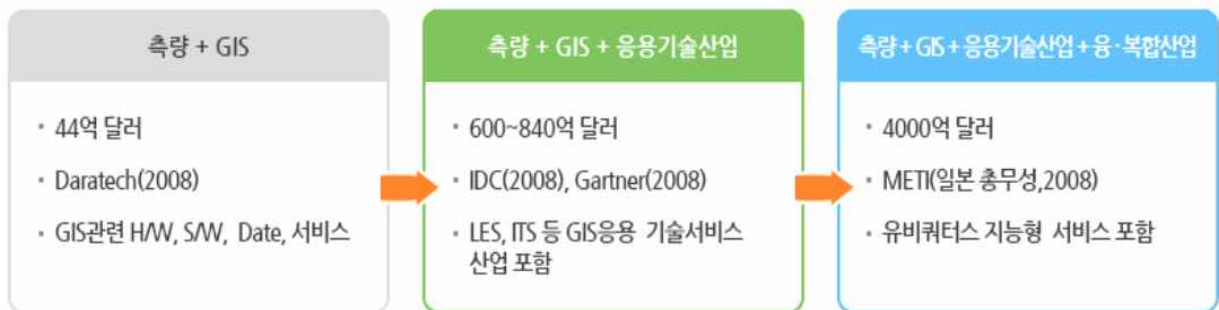 측량 + GIS
· 44억 달러
· Daratech(2008)
· GIS관련 H/W, S/W, Date, 서비스
측량 + GIS + 응용기술산업
· 600~840억 달러
· IDC(2008), Gartner(2008)
· LES, ITS 등 GIS응용 기술서비스
산업 포함
측량+GIS+응용기술산업+융·복합산업
· 4000억 달러
· METI(일본 총무성,2008)
· 유비쿼터스 지능형 서비스 포함